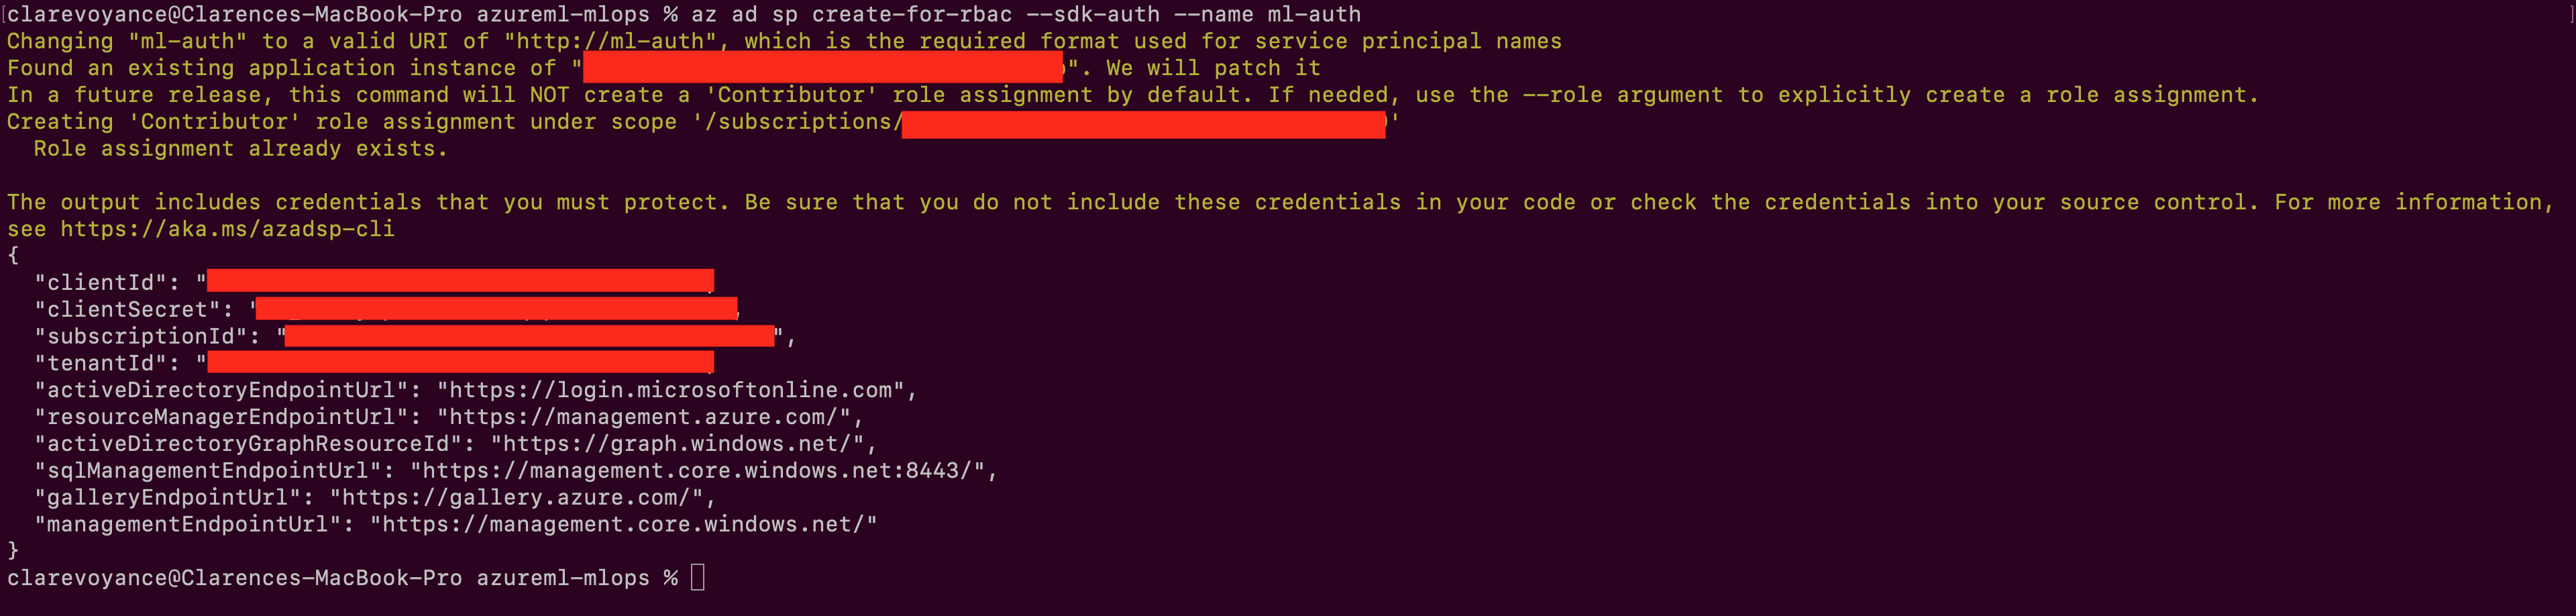 clarevoyance@Clarences-MacBook-Pro azureml-mlops % az ad sp create-for-rbac --sdk-auth --name ml-auth
Changing "ml-auth" to a valid URI of "http://ml-auth", which is the required format used for service principal names
Found an existing application instance of "". We will patch it
In a future release, this command will NOT create a 'Contributor' role assignment by default. If needed, use the --role argument to explicitly create a role assignment.
Creating 'Contributor' role assignment under scope '/subscriptions/'
  Role assignment already exists.
The output includes credentials that you must protect. Be sure that you do not include these credentials in your code or check the credentials into your source control. For more information,
see https://aka.ms/azadsp-cli
{
  "clientId": "
  "clientSecret": "
  "subscriptionId": "",
  "tenantId": "
  "activeDirectoryEndpointUrl": "https://login.microsoftonline.com",
  "resourceManagerEndpointUrl": "https://management.azure.com/",
  "activeDirectoryGraphResourceId": "https://graph.windows.net/",
  "sqlManagementEndpointUrl": "https://management.core.windows.net:8443/",
  "galleryEndpointUrl": "https://gallery.azure.com/",
  "managementEndpointUrl": "https://management.core.windows.net/"
}
clarevoyance@Clarences-MacBook-Pro azureml-mlops %